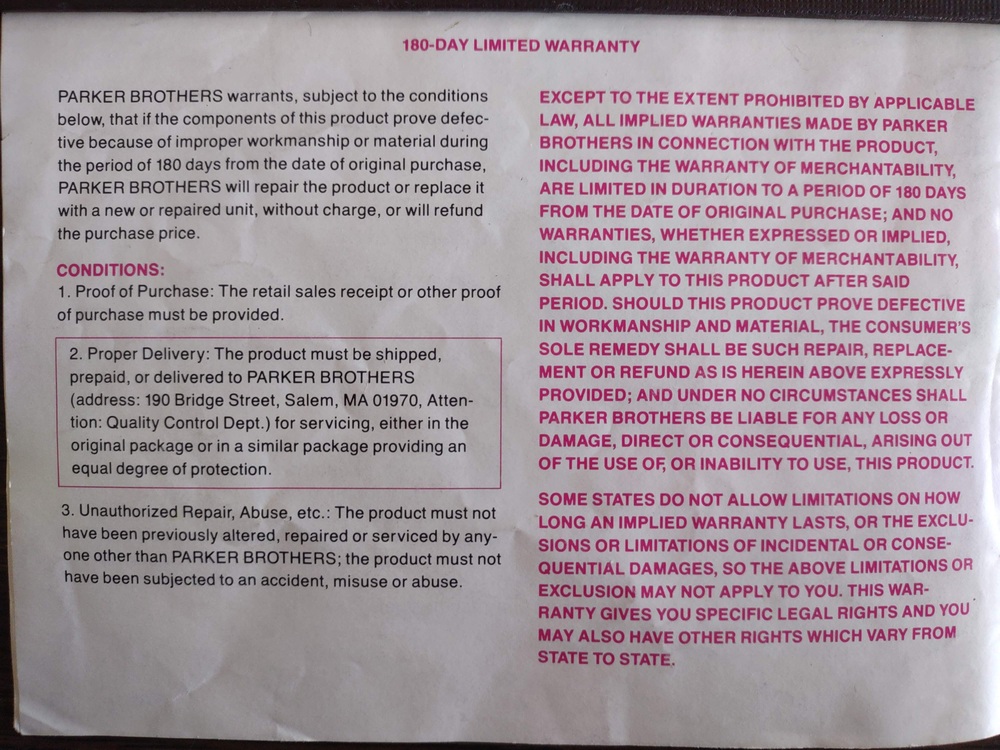 180-DAY LIMITED WARRANTY
PARKER BROTHERS warrants, subject to the conditions
below, that if the components of this product prove defec-
tive because of improper workmanship or material during
the period of 180 days from the date of original purchase,
PARKER BROTHERS will repair the product or replace it
with a new or repaired unit, without charge, or will refund
the purchase price.
CONDITIONS:
1. Proof of Purchase: The retail sales receipt or other proof
of purchase must be provided.
2. Proper Delivery: The product must be shipped,
prepaid, or delivered to PARKER BROTHERS
(address: 190 Bridge Street, Salem, MA 01970, Atten-
tion: Quality Control Dept.) for servicing, either in the
original package or in a similar package providing an
equal degree of protection.
3. Unauthorized Repair, Abuse, etc.: The product must not
have been previously altered, repaired or serviced by any-
one other than PARKER BROTHERS; the product must not
have been subjected to an accident, misuse or abuse.
EXCEPT TO THE EXTENT PROHIBITED BY APPLICABLE
LAW, ALL IMPLIED WARRANTIES MADE BY PARKER
BROTHERS IN CONNECTION WITH THE PRODUCT,
INCLUDING THE WARRANTY OF MERCHANTABILITY,
ARE LIMITED IN DURATION TO A PERIOD OF 180 DAYS
FROM THE DATE OF ORIGINAL PURCHASE; AND NO
WARRANTIES, WHETHER EXPRESSED OR IMPLIED,
INCLUDING THE WARRANTY OF MERCHANTABILITY,
SHALL APPLY TO THIS PRODUCT AFTER SAID
PERIOD. SHOULD THIS PRODUCT PROVE DEFECTIVE
IN WORKMANSHIP AND MATERIAL, THE CONSUMER'S
SOLE REMEDY SHALL BE SUCH REPAIR, REPLACE-
MENT OR REFUND AS IS HEREIN ABOVE EXPRESSLY
PROVIDED; AND UNDER NO CIRCUMSTANCES SHALL
PARKER BROTHERS BE LIABLE FOR ANY LOSS OR
DAMAGE, DIRECT OR CONSEQUENTIAL, ARISING OUT
OF THE USE OF, OR INABILITY TO USE, THIS PRODUCT.
SOME STATES DO NOT ALLOW LIMITATIONS ON HOW
LONG AN IMPLIED WARRANTY LASTS, OR THE EXCLU-
SIONS OR LIMITATIONS OF INCIDENTAL OR CONSE-
QUENTIAL DAMAGES, SO THE ABOVE LIMITATIONS OR
EXCLUSION MAY NOT APPLY TO YOU. THIS WAR-
RANTY GIVES YOU SPECIFIC LEGAL RIGHTS AND YOU
MAY ALSO HAVE OTHER RIGHTS WHICH VARY FROM
STATE TO STATE.